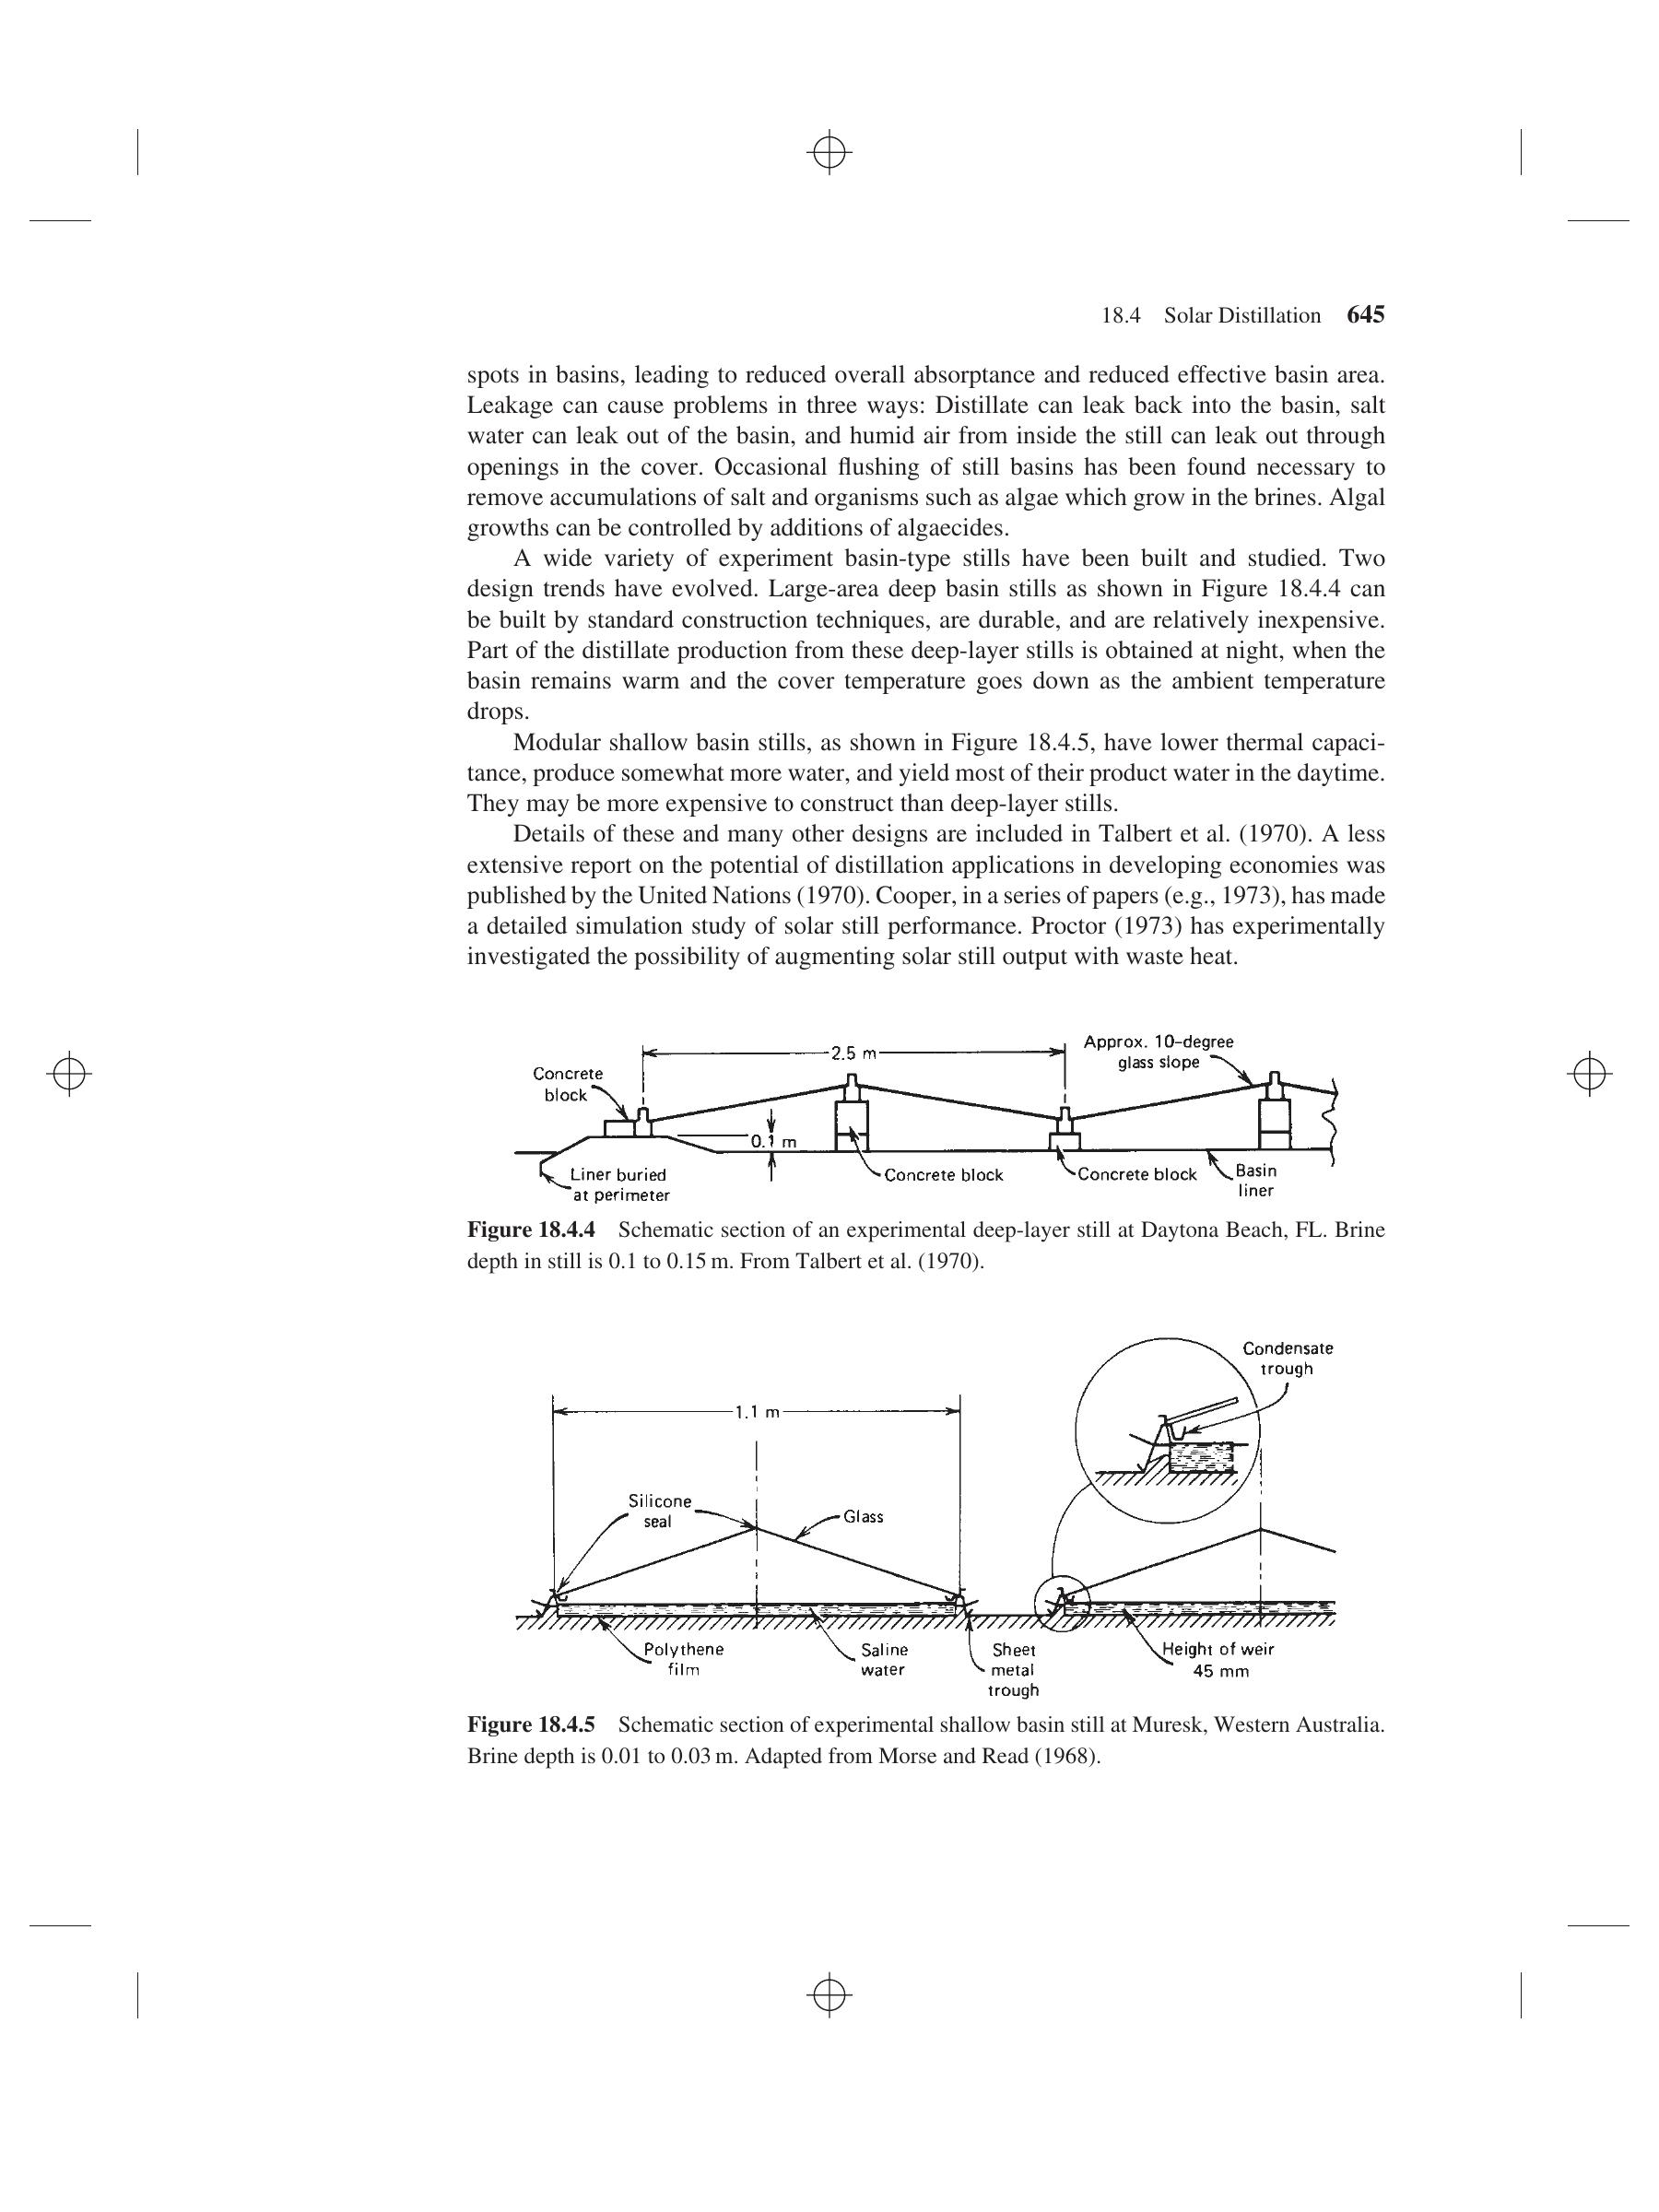 18.4 Solar Distillation 645
spots in basins, leading to reduced overall absorptance and reduced effective basin area.
Leakage can cause problems in three ways: Distillate can leak back into the basin, salt
water can leak out of the basin, and humid air from inside the still can leak out through
openings in the cover. Occasional flushing of still basins has been found necessary to
remove accumulations of salt and organisms such as algae which grow in the brines. Algal
growths can be controlled by additions of algaecides.
A wide variety of experiment basin-type stills have been built and studied. Two
design trends have evolved. Large-area deep basin stills as shown in Figure 18.4.4 can
be built by standard construction techniques, are durable, and are relatively inexpensive.
Part of the distillate production from these deep-layer stills is obtained at night, when the
basin remains warm and the cover temperature goes down as the ambient temperature
drops.
Modular shallow basin stills, as shown in Figure 18.4.5, have lower thermal capaci-
tance, produce somewhat more water, and yield most of their product water in the daytime.
They may be more expensive to construct than deep-layer stills.
Details of these and many other designs are included in Talbert et al. (1970). A less
extensive report on the potential of distillation applications in developing economies was
published by the United Nations (1970). Cooper, in a series of papers (e.g., 1973), has made
a detailed simulation study of solar still performance. Proctor (1973) has experimentally
investigated the possibility of augmenting solar still output with waste heat.
Concrete
block
2.5 m
Approx. 10-degree
glass slope
0.1 m
Liner buried
at perimeter
Concrete block
Concrete block
Basin
liner
Figure 18.4.4 Schematic section of an experimental deep-layer still at Daytona Beach, FL. Brine
depth in still is 0.1 to 0.15 m. From Talbert et al. (1970).
Condensate
trough
1.1 m
Silicone
seal
Glass
Polythene
film
Saline
water
Sheet
metal
trough
Height of weir
45 mm
Figure 18.4.5 Schematic section of experimental shallow basin still at Muresk, Western Australia.
Brine depth is 0.01 to 0.03 m. Adapted from Morse and Read (1968).